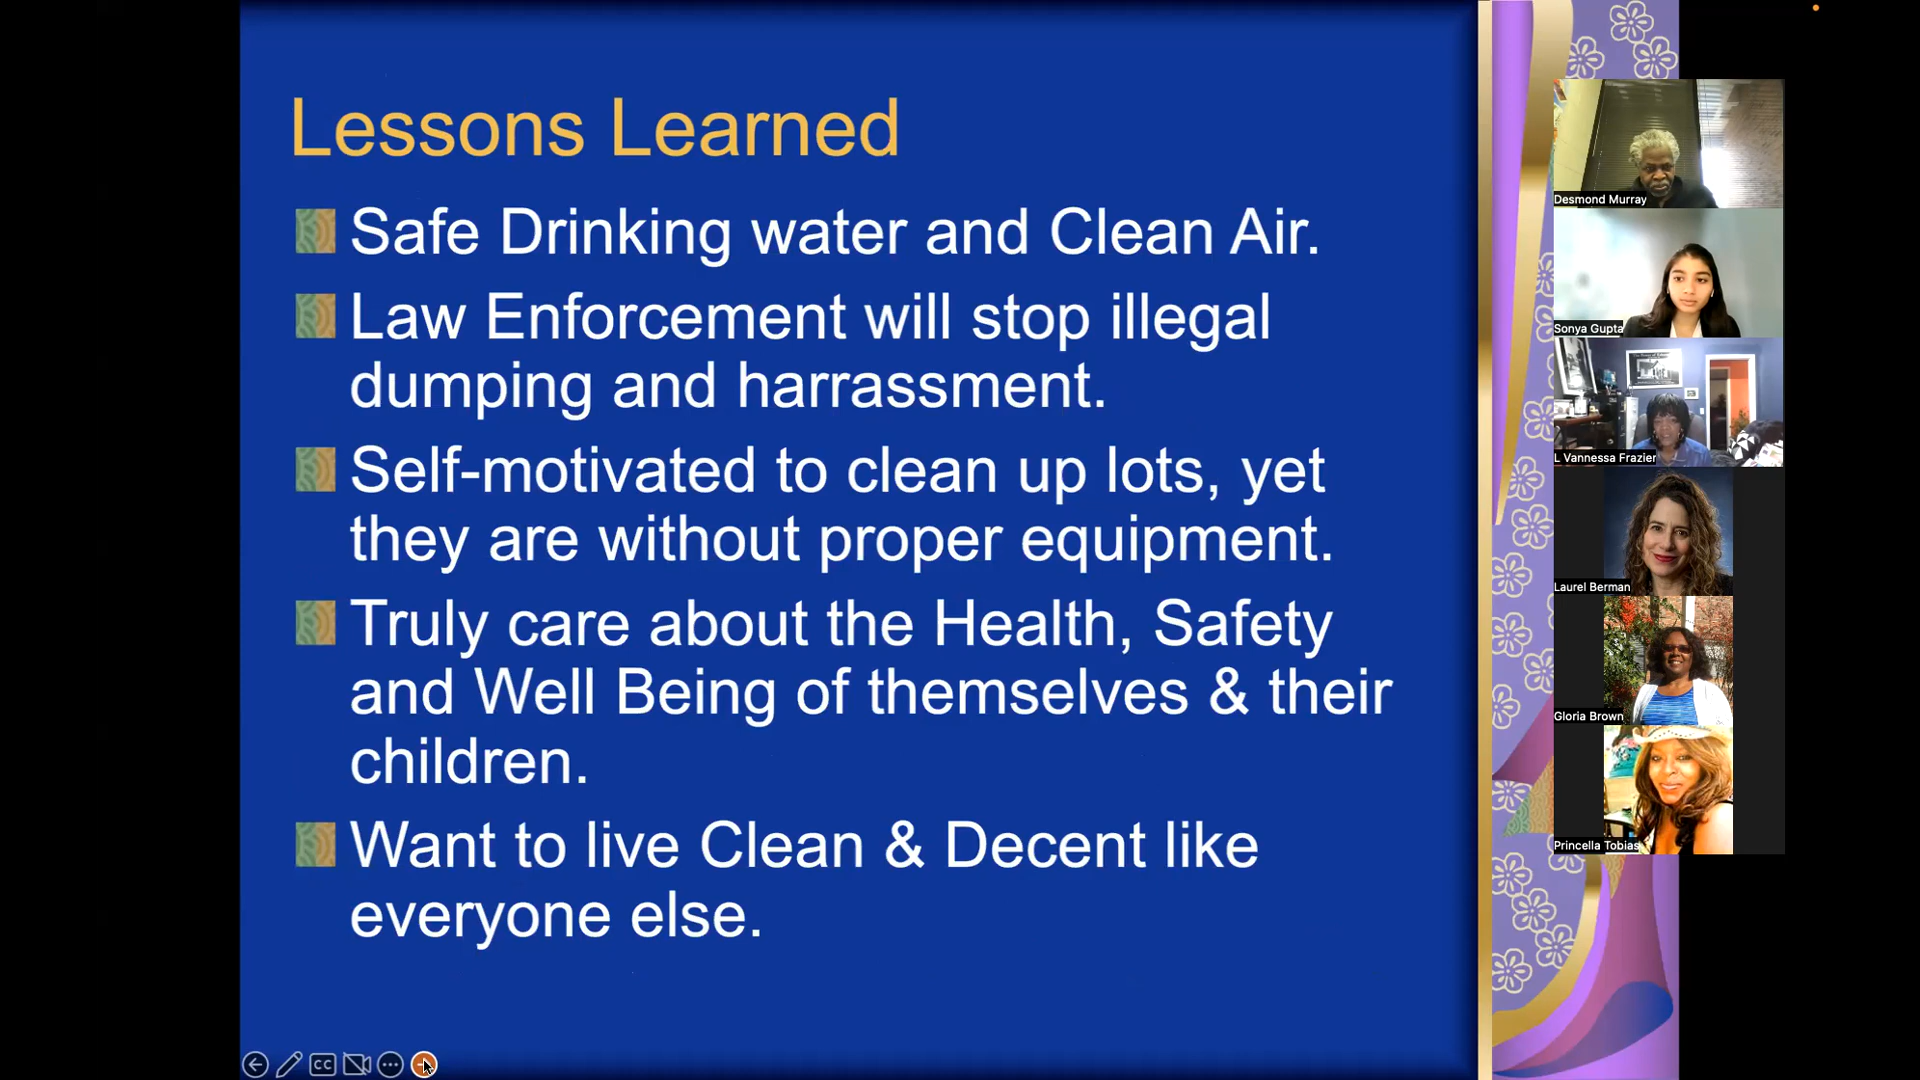 Lessons Learned
Safe Drinking water and Clean Air.
Law Enforcement will stop illegal
dumping and harrassment.
Self-motivated to clean up lots, yet
they are without proper equipment.
Truly care about the Health, Safety
and Well Being of themselves & their
children.
Want to live Clean & Decent like
everyone else.
CC
Desmond Murray
Sonya Gupta
L Vannessa Frazier
Laurel Berman
Gloria Brown
Princella Tobias